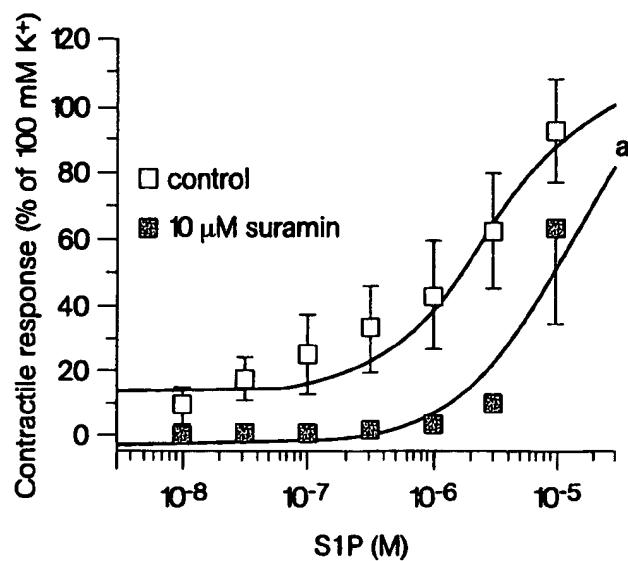 Contractile response (% of 100 mM K+)
120
100
80
60
40
20
0
control
10 µM suramin
a
10-8
10-7
10-6
10-5
S1P (M)